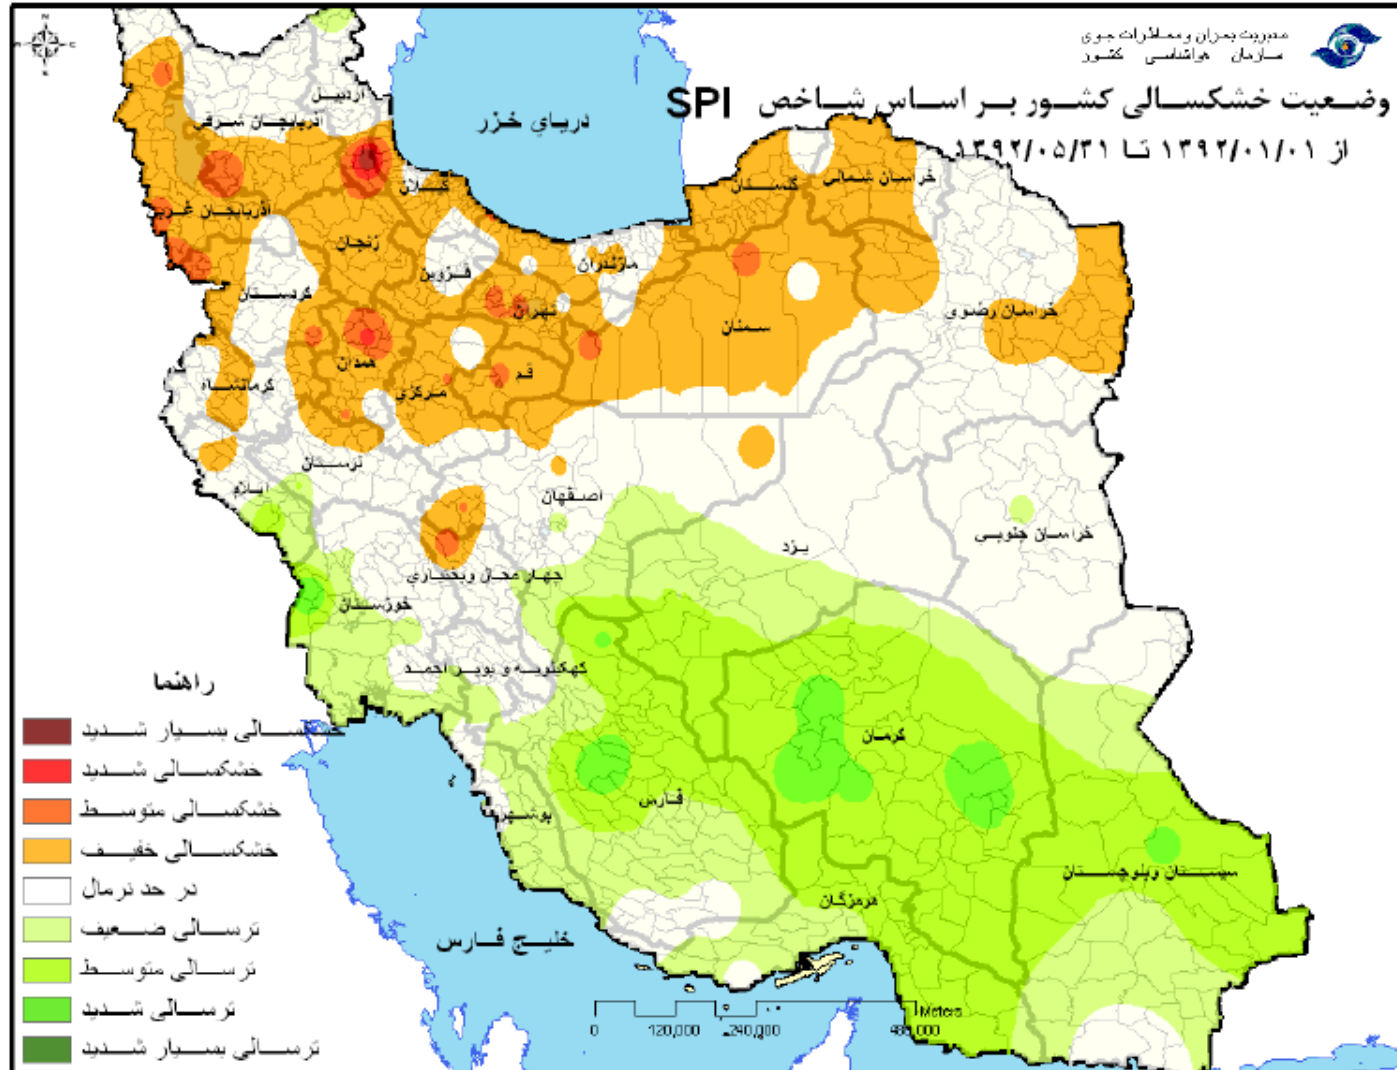 مدیریت بحران ومخاطرات جوی
سازمان هواشناسی کشور
وضعیت خشکسالی کشور بر اساس شاخص SPI
از ۱۳۹۲/۰۱/۰۱ تا ۱۳۹۲/۰۵/۳۱
دریای خزر
اردبیل
آذربایجان شرقی
آذربایجان غربی
گیلان
زنجان
قزوین
مازندران
گلستان
خراسان شمالی
کردستان
تهران
سمنان
خراسان رضوی
همدان
قم
مرکزی
کرمانشاه
لرستان
ایلام
اصفهان
یزد
خراسان جنوبی
چهار محال وبختیاری
خوزستان
کهگیلویه و بویر احمد
کرمان
فارس
بوشهر
هرمزگان
سیستان وبلوچستان
خلیج فارس
راهنما
خشکسالی بسیار شدید
خشکسالی شدید
خشکسالی متوسط
خشکسالی خفیف
در حد نرمال
ترسالی ضعیف
ترسالی متوسط
ترسالی شدید
ترسالی بسیار شدید
Meters
0 120,000 240,000 480,000